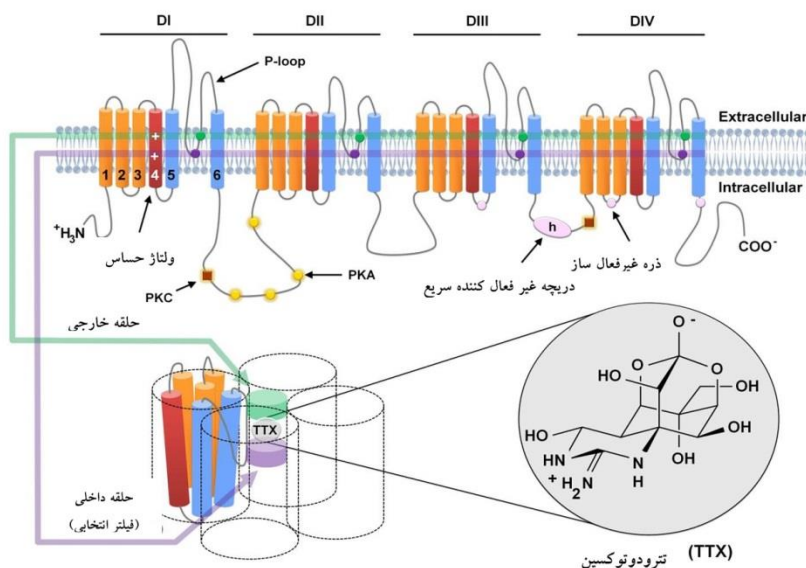 DI
DII
DIII
DIV
P-loop
Extracellular
+
+
1 2 3 4 5 6
Intracellular
+H₃N
ولتاژ حساس
PKC
PKA
h
دریچه غیر فعال کننده سریع
ذره غیرفعال ساز
COO⁻
حلقه خارجی
TTX
حلقه داخلی
(فیلتر انتخابی)
O⁻
O
O
HO
OH
HO
OH
OH
HN
N
H
+
H₂N
تترودوتوکسین (TTX)